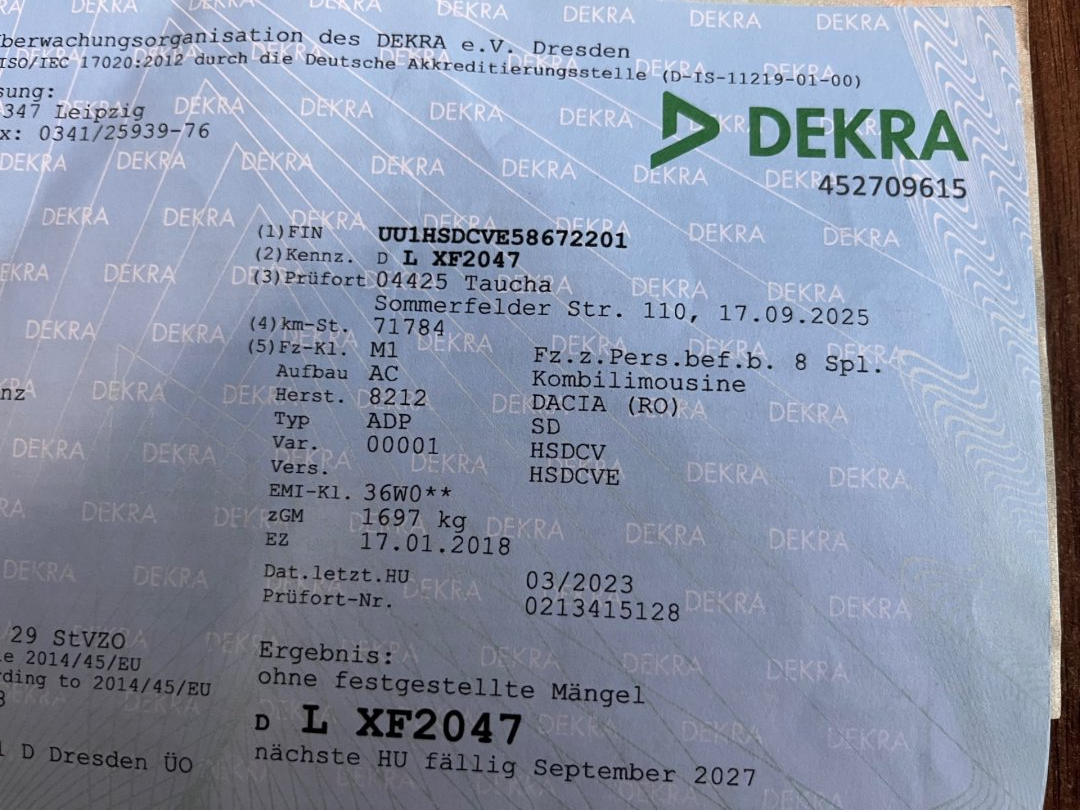 berwachungsorganisation des DEKRA e.V. Dresden
ISO/IEC 17020:2012 durch die Deutsche Akkreditierungsstelle (D-IS-11219-01-00)
sung:
347 Leipzig
x: 0341/25939-76
DEKRA
452709615
(1)FIN UU1HSDCVE58672201
(2)Kennz. D L XF2047
(3)Prüfort 04425 Taucha
Sommerfelder Str. 110, 17.09.2025
(4)km-St. 71784
(5)Fz-Kl. M1 Fz.z.Pers.bef.b. 8 Spl.
Aufbau AC Kombilimousine
nz
Herst. 8212 DACIA (RO)
Typ ADP SD
Var. 00001 HSDCV
Vers. HSDCVE
EMI-Kl. 36W0**
zGM 1697 kg
EZ 17.01.2018
Dat.letzt.HU 03/2023
Prüfort-Nr. 0213415128
29 StVZO
e 2014/45/EU
rding to 2014/45/EU
Ergebnis:
ohne festgestellte Mängel
D L XF2047
D Dresden ÜO
nächste HU fällig September 2027